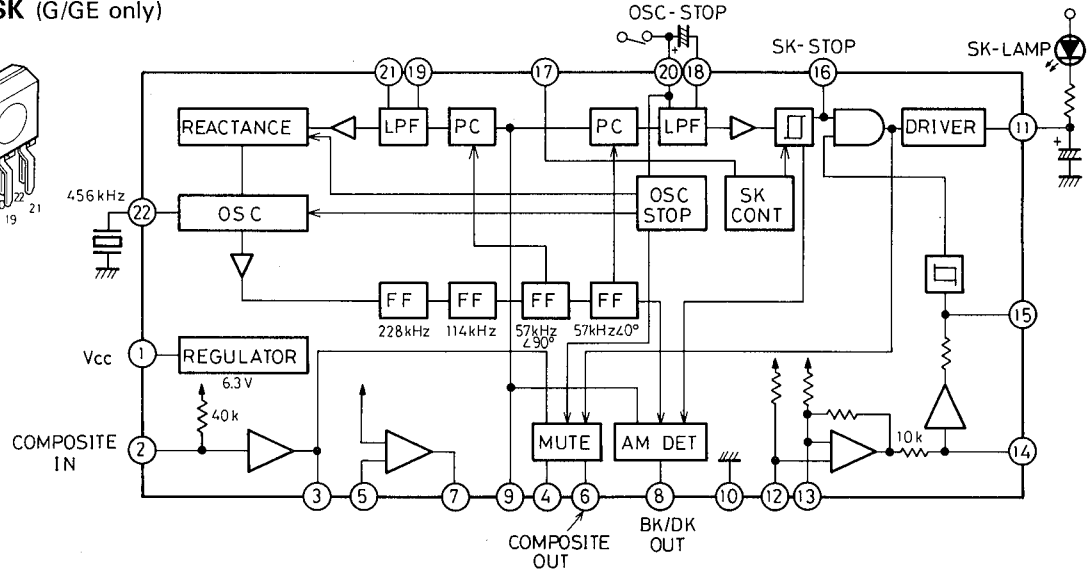 SK (G/GE only)
OSC-STOP
SK-STOP
SK-LAMP
21 19 17 20 18 16
+
REACTANCE LPF PC PC LPF DRIVER 11
+
22
19 21
456kHz
22 OSC
OSC STOP
SK CONT
FF FF FF FF
228kHz 114kHz 57kHz ∠90° 57kHz∠0°
15
Vcc 1 REGULATOR
6.3V
40k
COMPOSITE IN 2
MUTE AM DET
10k
14
3 5 7 9 4 6 8 10 12 13
COMPOSITE OUT
BK/DK OUT